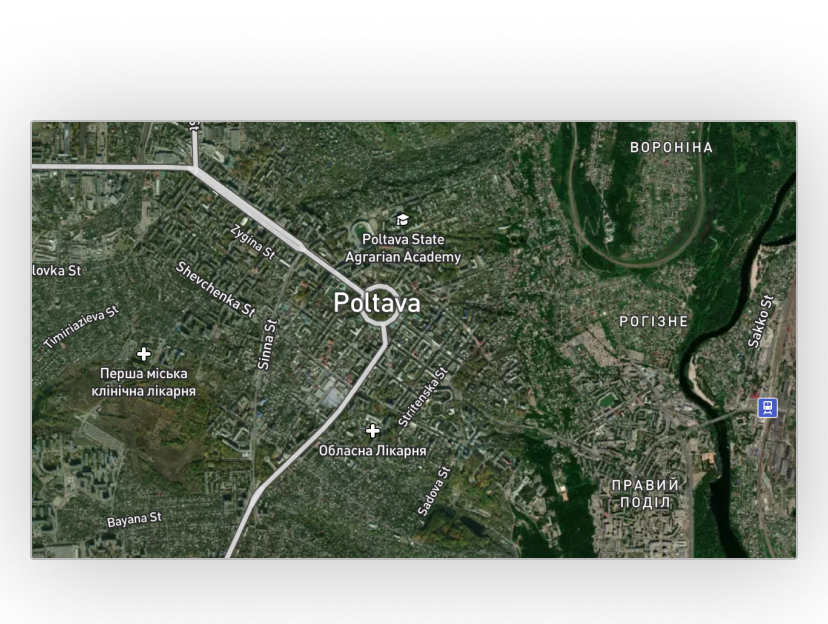 ВОРОНІНА
Zygina St
Poltava State
Agrarian Academy
lovka St
Shevchenka St
Poltava
Timiriazieva St
Sinna St
РОГІЗНЕ
Sakko St
Перша міська
клінічна лікарня
Stritenska St
Обласна Лікарня
Sadova St
ПРАВИЙ
ПОДІЛ
Bayana St